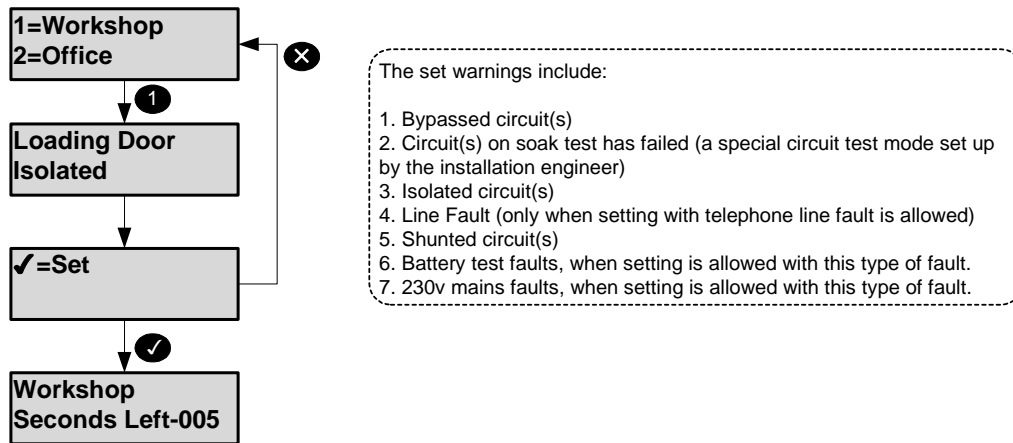 1=Workshop
2=Office
1
Loading Door
Isolated
✓=Set
Workshop
Seconds Left-005
The set warnings include:
1. Bypassed circuit(s)
2. Circuit(s) on soak test has failed (a special circuit test mode set up
by the installation engineer)
3. Isolated circuit(s)
4. Line Fault (only when setting with telephone line fault is allowed)
5. Shunted circuit(s)
6. Battery test faults, when setting is allowed with this type of fault.
7. 230v mains faults, when setting is allowed with this type of fault.